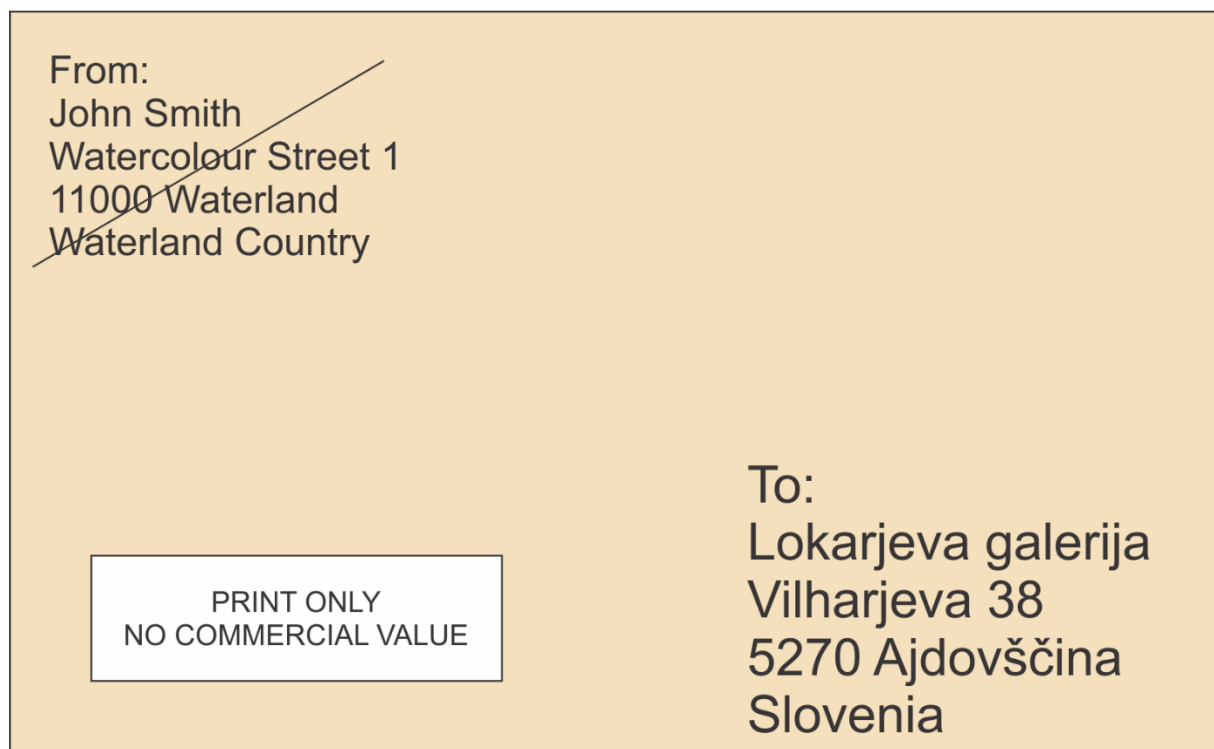 From:
John Smith
Watercolour Street 1
11000 Waterland
Waterland Country
PRINT ONLY
NO COMMERCIAL VALUE
To:
Lokarjeva galerija
Vilharjeva 38
5270 Ajdovščina
Slovenia